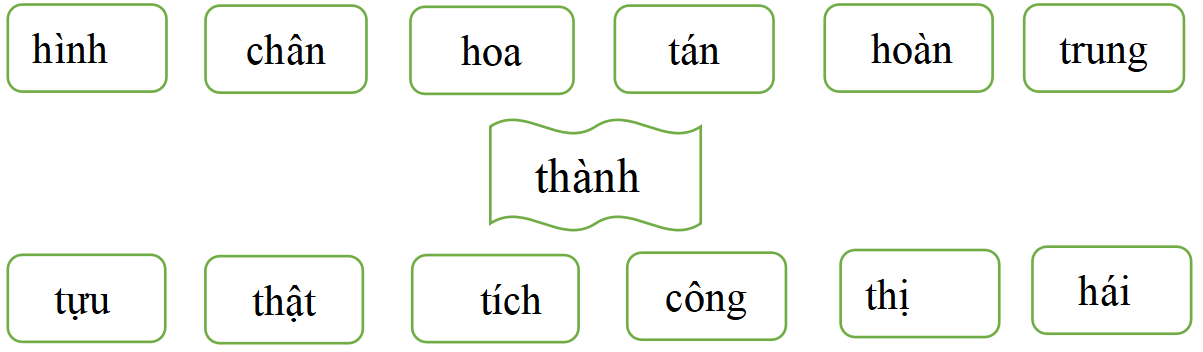 hình chân hoa tán hoàn trung
thành
tựu thật tích công thị hái